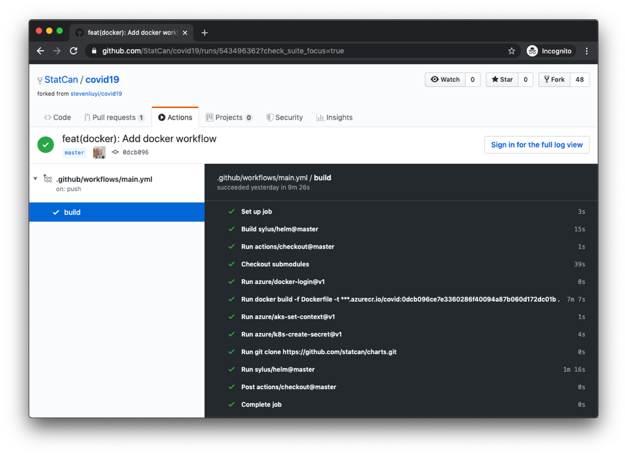 feat(docker): Add docker work
github.com/StatCan/covid19/runs/543496362?check_suite_focus=true
Incognito
StatCan / covid19
forked from stevenliuyi/covid19
Watch 0
Star 0
Fork 48
Code
Pull requests 1
Actions
Projects 0
Security
Insights
feat(docker): Add docker workflow
master
0dcb096
Sign in for the full log view
.github/workflows/main.yml
on: push
build
.github/workflows/main.yml / build
succeeded yesterday in 9m 26s
Set up job 3s
Build sylus/helm@master 15s
Run actions/checkout@master 1s
Checkout submodules 39s
Run azure/docker-login@v1 0s
Run docker build -f Dockerfile -t ***.azurecr.io/covid:0dcb096ce7e3360286f40094a87b060d172dc01b . 7m 7s
Run azure/aks-set-context@v1 1s
Run azure/k8s-create-secret@v1 4s
Run git clone https://github.com/statcan/charts.git 0s
Run sylus/helm@master 1m 16s
Post actions/checkout@master 0s
Complete job 0s